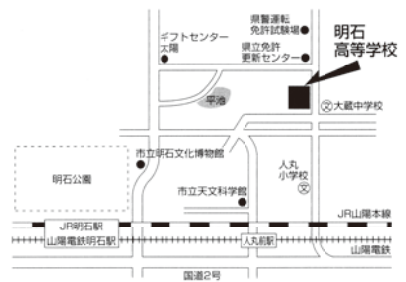 県警運転
免許試験場
ギフトセンター
太陽
県立免許
更新センター
明石
高等学校
平池
文 大蔵中学校
市立明石文化博物館
人丸
小学校
文
明石公園
市立天文科学館
JR山陽本線
JR明石駅
山陽電鉄明石駅
人丸前駅
山陽電鉄
国道2号